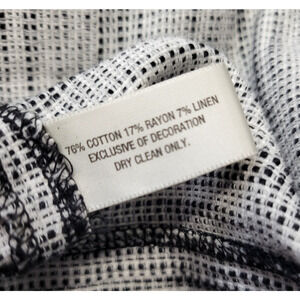 76% COTTON 17% RAYON 7% LINEN
EXCLUSIVE OF DECORATION
DRY CLEAN ONLY.